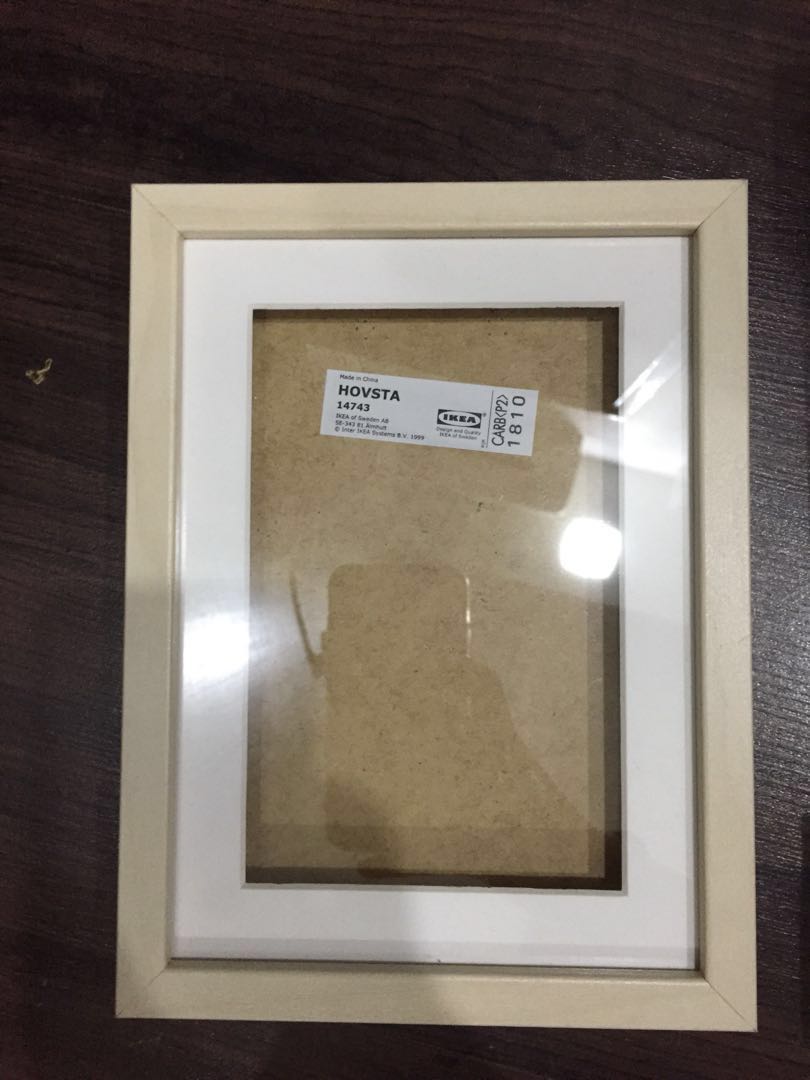 Made in China
HOVSTA
14743
IKEA of Sweden AB
SE-343 81 Älmhult
© Inter IKEA Systems B.V. 1999
IKEA®
Design and Quality
IKEA of Sweden
CARB<P2>
1810